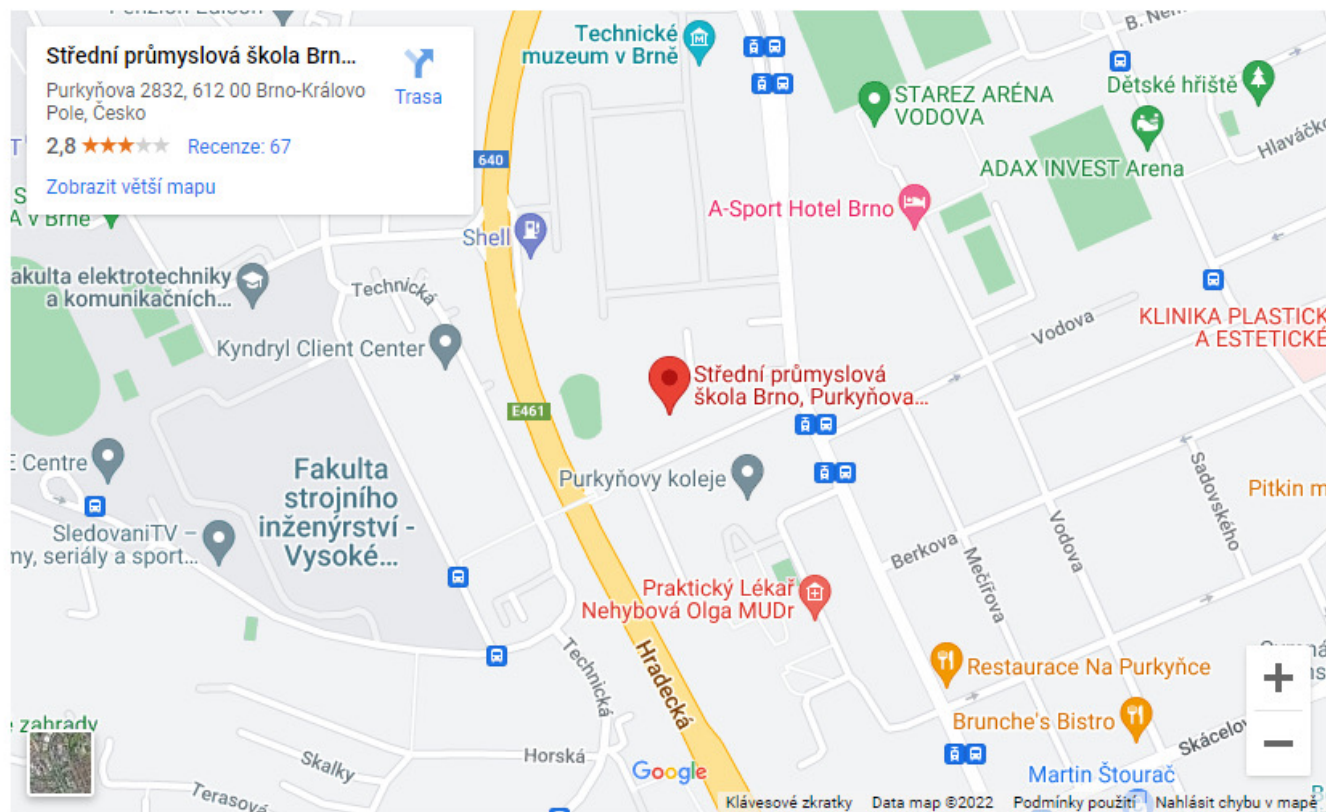 Střední průmyslová škola Brn...
Purkyňova 2832, 612 00 Brno-Královo
Pole, Česko
2,8
Recenze: 67
Zobrazit větší mapu
Trasa
Technické
muzeum v Brně
STAREZ ARÉNA
VODOVA
Dětské hřiště
ADAX INVEST Arena
640
A v Brně
Shell
A-Sport Hotel Brno
akulta elektrotechniky
a komunikačních...
Technická
Kyndryl Client Center
Vodova
KLINIKA PLASTICK
A ESTETICKÉ
Střední průmyslová
škola Brno, Purkyňova...
E461
E Centre
Fakulta
strojního
inženýrství -
Vysoké...
Purkyňovy koleje
Sadovského
Pitkin m
SledovaniTV –
my, seriály a sport...
Berkova
Mečířova
Vodova
Praktický Lékař
Nehybová Olga MUDr
Technická
Hradecká
Restaurace Na Purkyňce
Brunche's Bistro
Skácelov
zahrady
Skalky
Horská
Terasová
Google
Martin Štourač
Klávesové zkratky
Data map ©2022
Podmínky použití
Nahlásit chybu v mapě